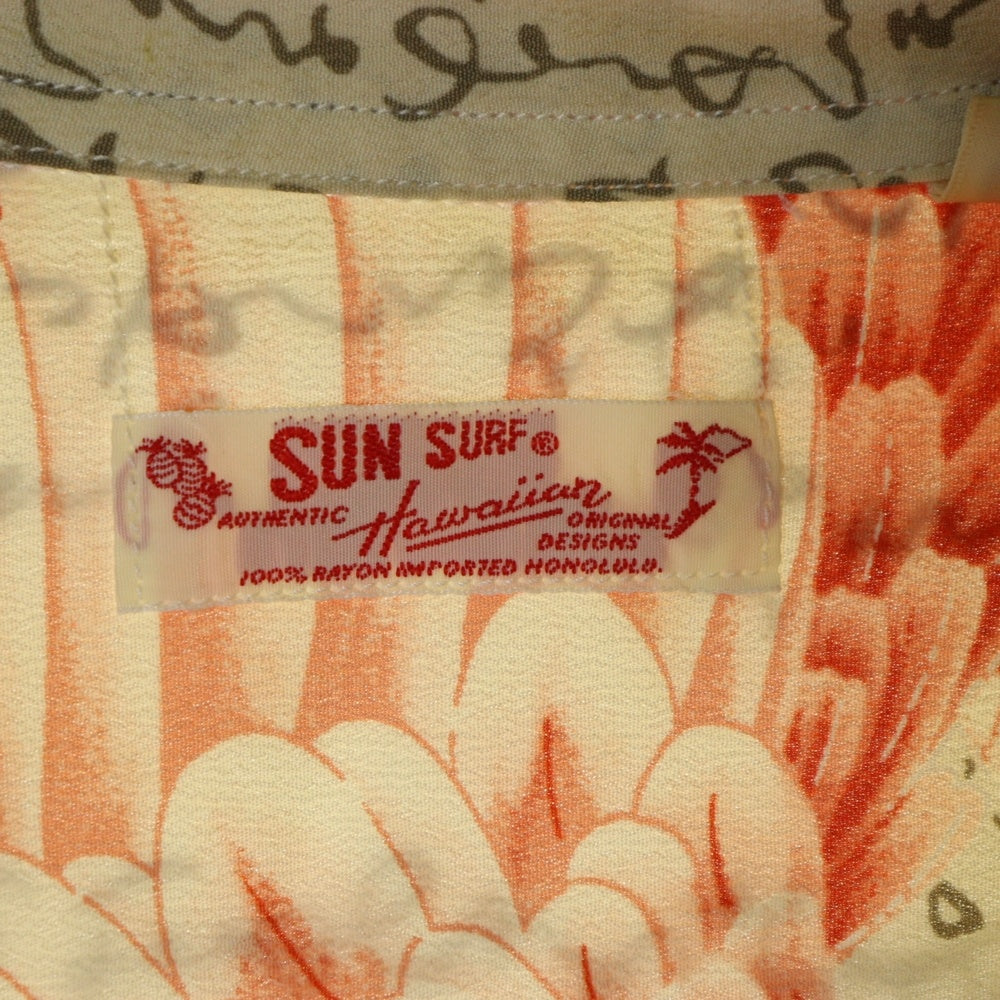 SUN SURF®
AUTHENTIC Hawaiian ORIGINAL
DESIGNS
100% RAYON IMPORTED HONOLULU.